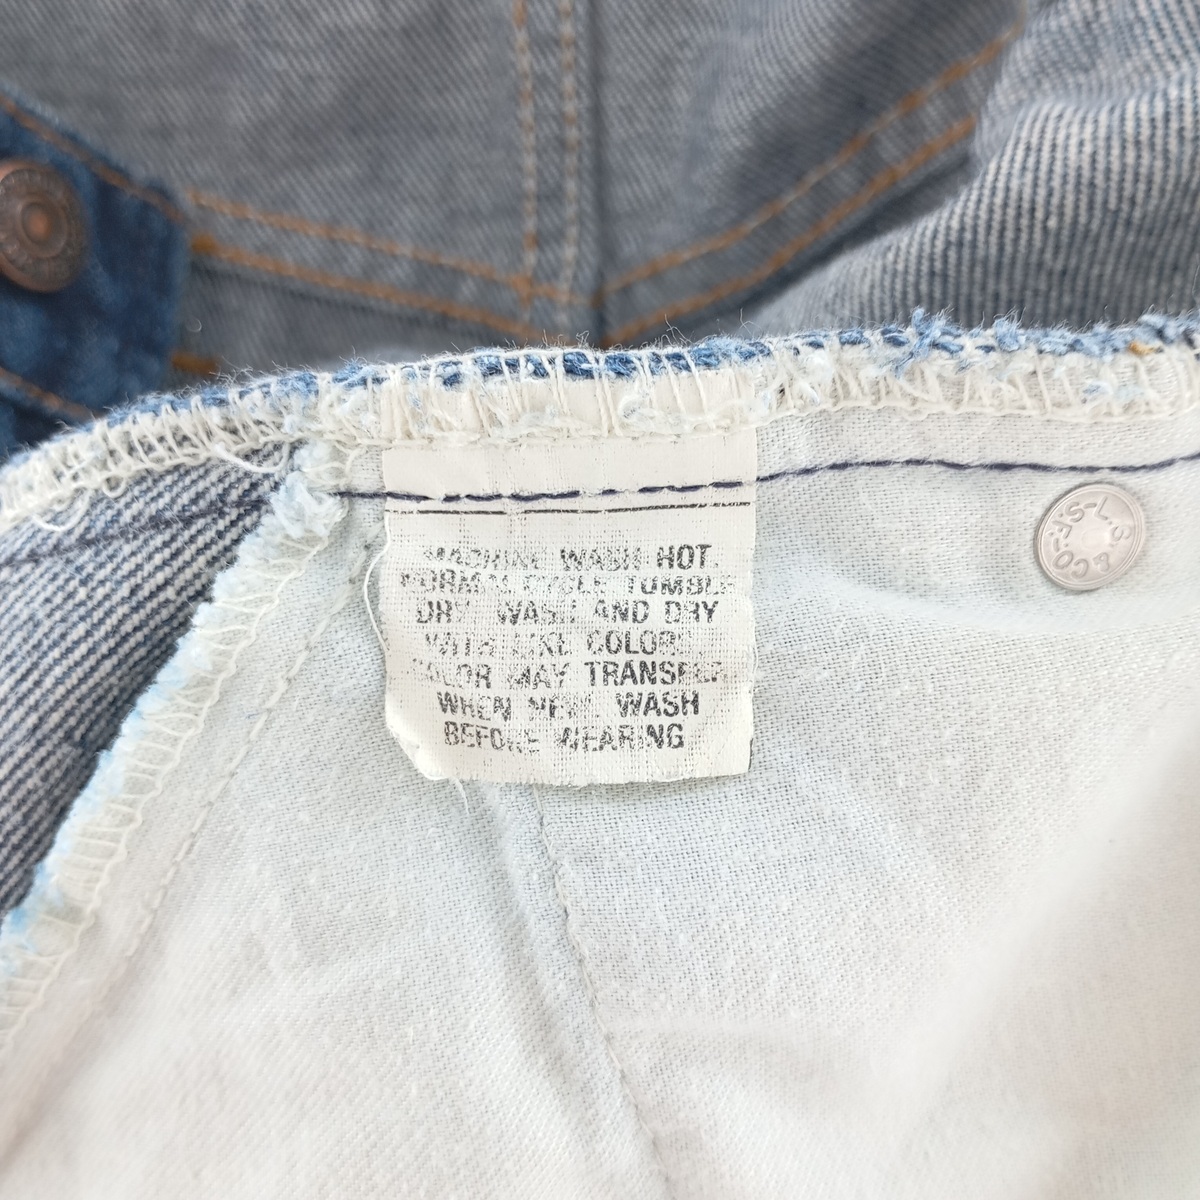 MACHINE WASH HOT.
NORMAL CYCLE TUMBLE
DRY WASH AND DRY
WITH LIKE COLORS
COLOR MAY TRANSFER
WHEN NEW. WASH
BEFORE WEARING
L.S.&CO.-KS-